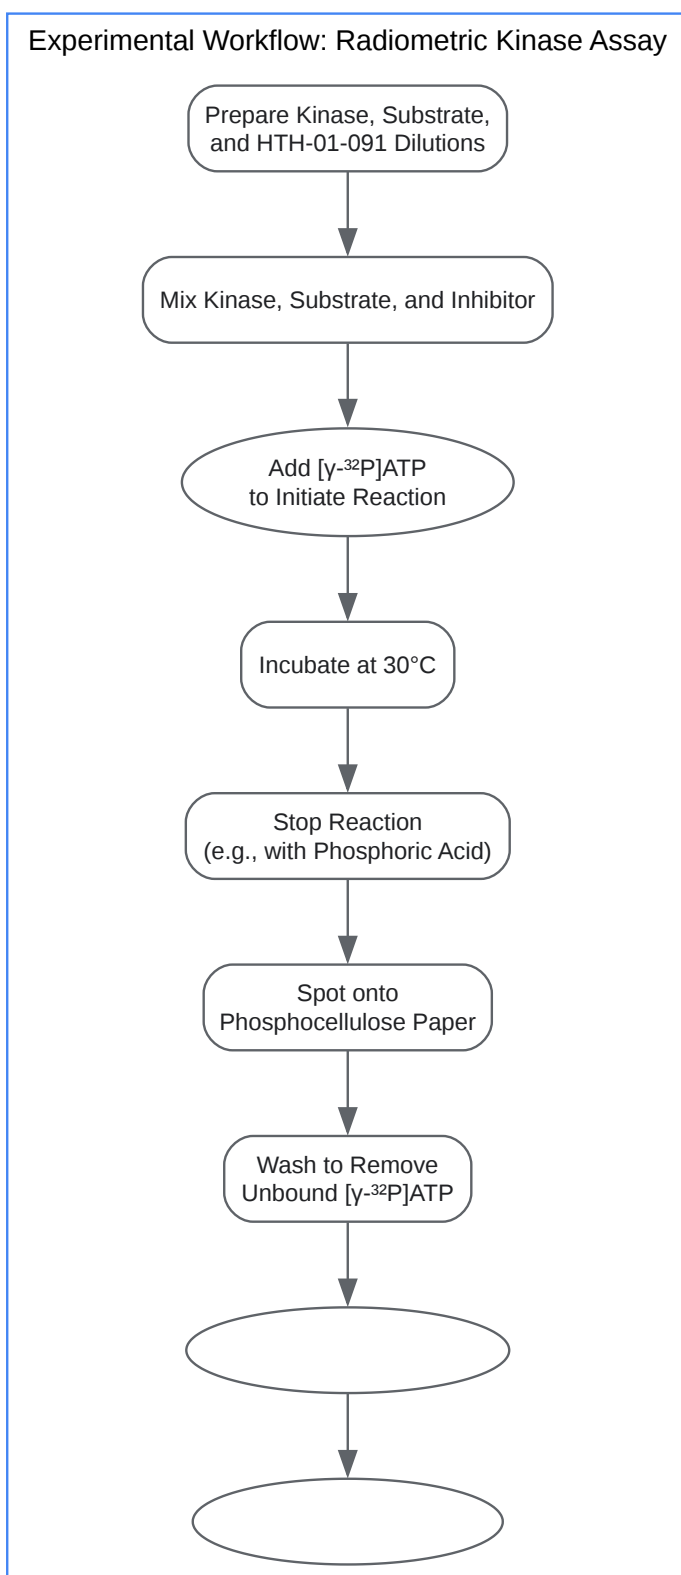 Experimental Workflow: Radiometric Kinase Assay
Prepare Kinase, Substrate,
and HTH-01-091 Dilutions
Mix Kinase, Substrate, and Inhibitor
Add [γ-³²P]ATP
to Initiate Reaction
Incubate at 30°C
Stop Reaction
(e.g., with Phosphoric Acid)
Spot onto
Phosphocellulose Paper
Wash to Remove
Unbound [γ-³²P]ATP